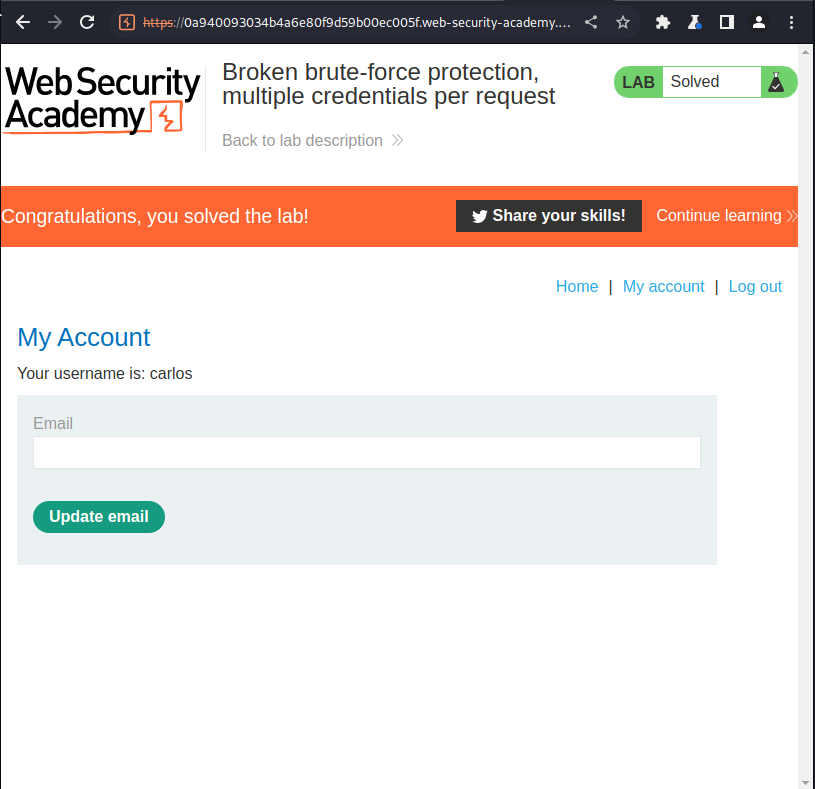 https://0a940093034b4a6e80f9d59b00ec005f.web-security-academy....
Web Security
Academy
Broken brute-force protection,
multiple credentials per request
LAB Solved
Back to lab description
Congratulations, you solved the lab!
Share your skills!
Continue learning
Home | My account | Log out
My Account
Your username is: carlos
Email
Update email